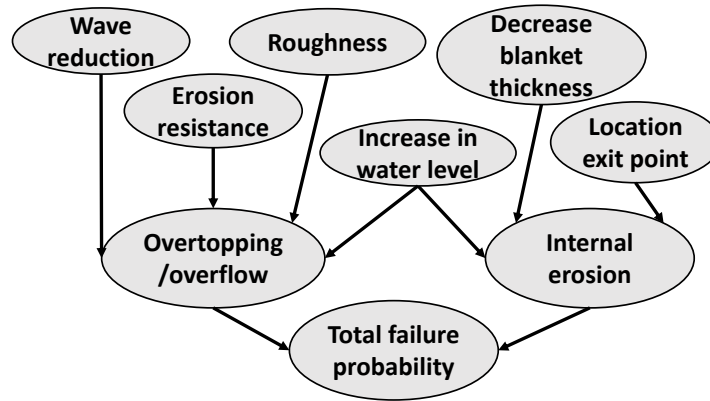 Wave
reduction
Roughness
Decrease
blanket
thickness
Erosion
resistance
Increase in
water level
Location
exit point
Overtopping
/overflow
Internal
erosion
Total failure
probability